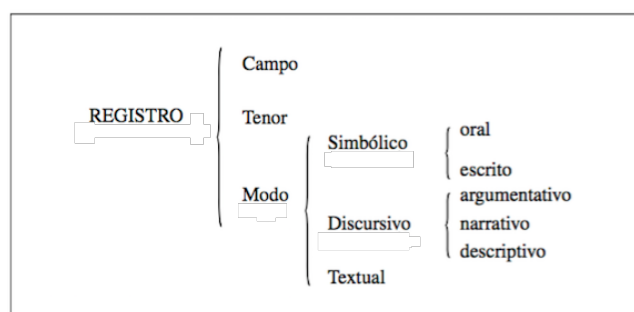 Campo
REGISTRO
Tenor
oral
Simbólico
escrito
Modo
argumentativo
Discursivo
narrativo
descriptivo
Textual